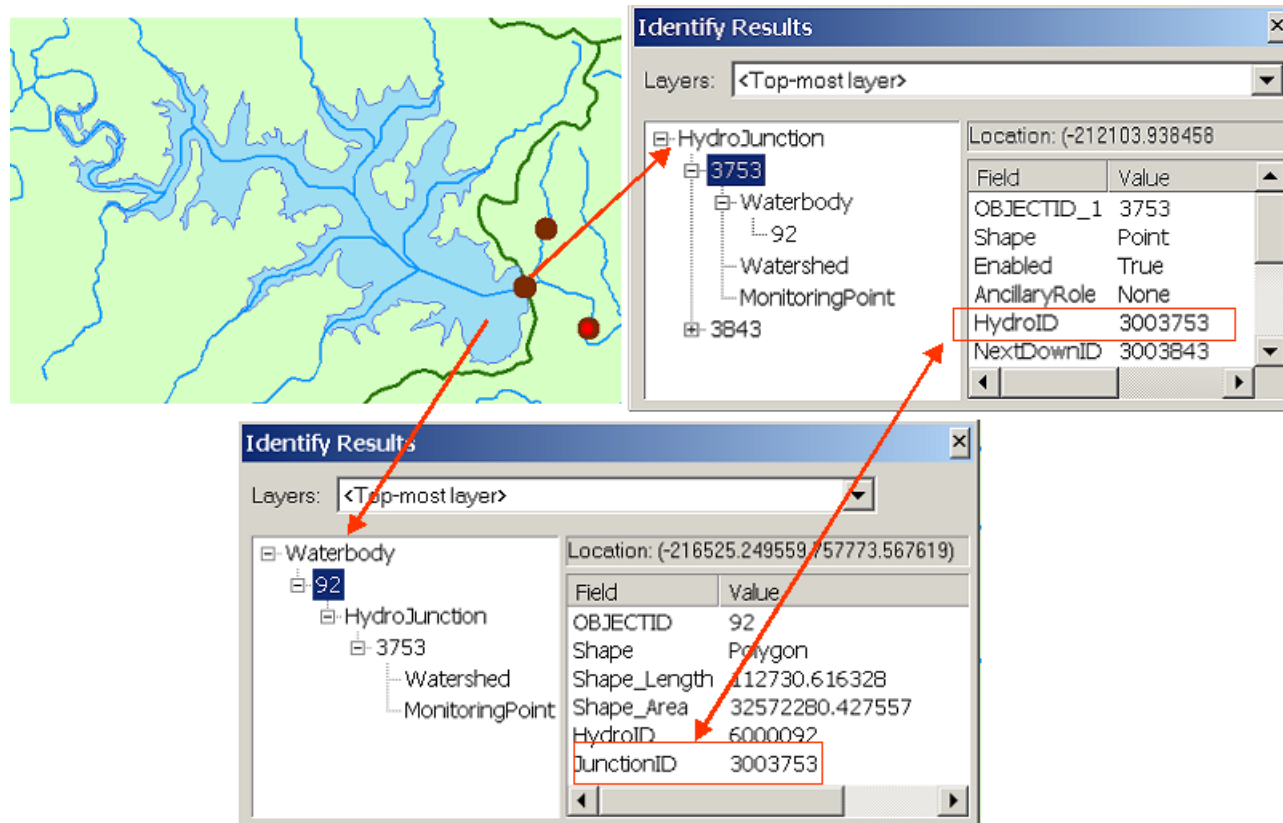 Identify Results
Layers: <Top-most layer>
HydroJunction
3753
Waterbody
92
Watershed
MonitoringPoint
3843
Location: (-212103.938458
Field Value
OBJECTID_1 3753
Shape Point
Enabled True
AncillaryRole None
HydroID 3003753
NextDownID 3003843
Identify Results
Layers: <Top-most layer>
Waterbody
92
HydroJunction
3753
Watershed
MonitoringPoint
Location: (-216525.249559,757773.567619)
Field Value
OBJECTID 92
Shape Polygon
Shape_Length 112730.616328
Shape_Area 32572280.427557
HydroID 6000092
JunctionID 3003753